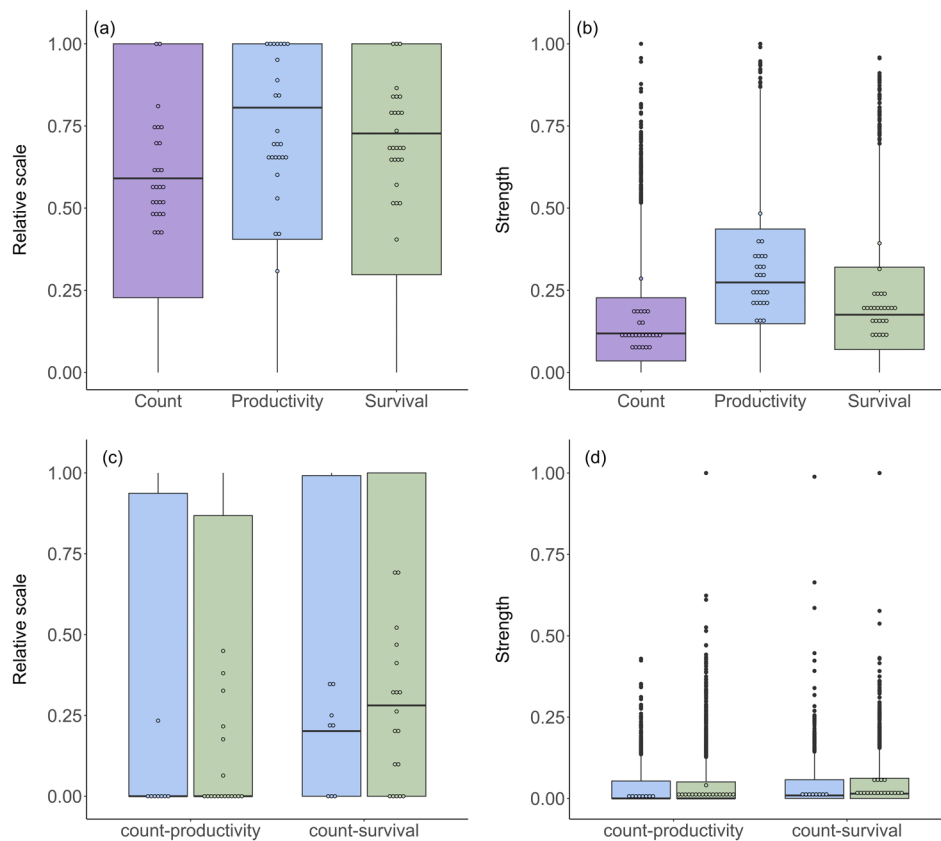 (a)
Relative scale
1.00
0.75
0.50
0.25
0.00
Count Productivity Survival
(b)
Strength
1.00
0.75
0.50
0.25
0.00
Count Productivity Survival
(c)
Relative scale
1.00
0.75
0.50
0.25
0.00
count-productivity count-survival
(d)
Strength
1.00
0.75
0.50
0.25
0.00
count-productivity count-survival